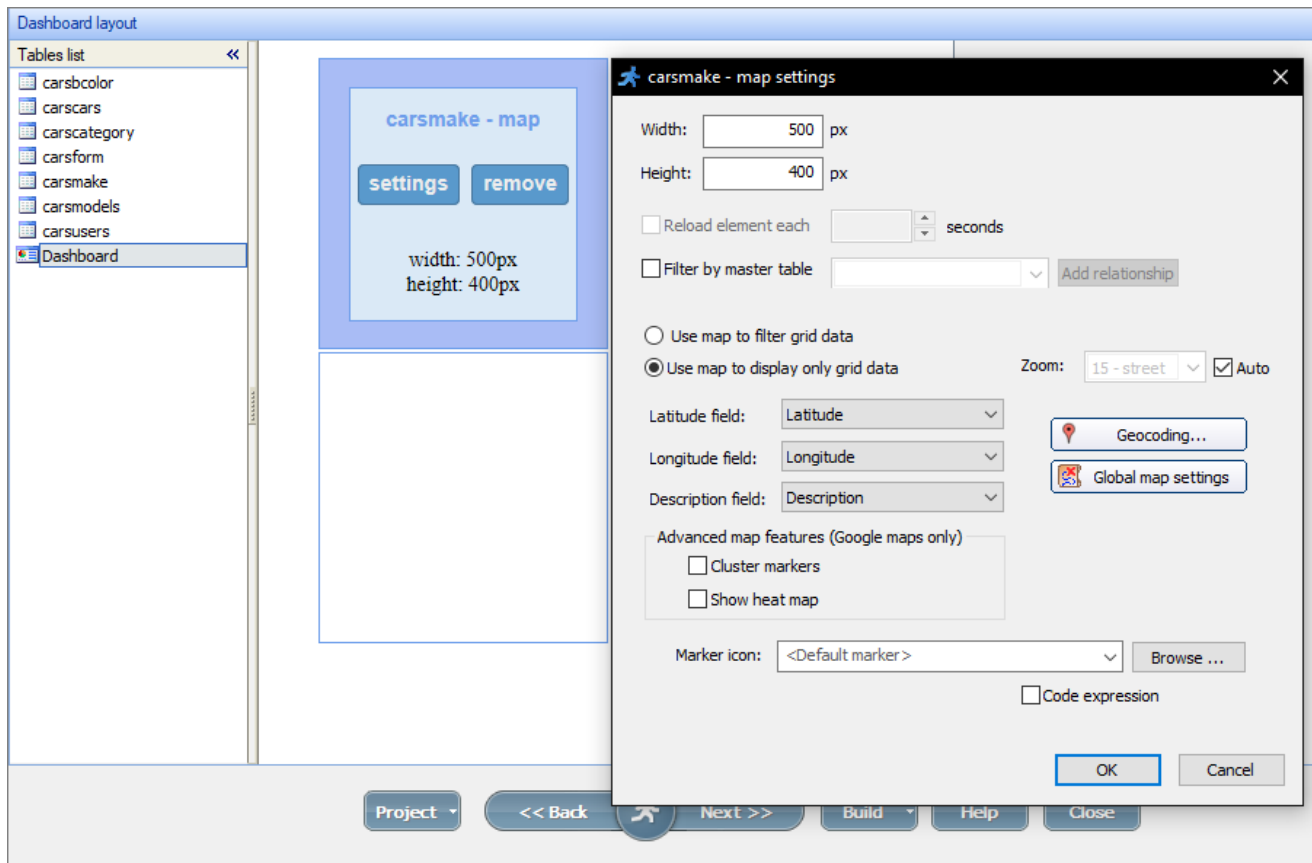 Dashboard layout
Tables list
carsbcolor
carscars
carscategory
carsform
carsmake
carsmodels
carsusers
Dashboard
carsmake - map
settings remove
width: 500px
height: 400px
carsmake - map settings
Width: 500 px
Height: 400 px
Reload element each seconds
Filter by master table Add relationship
Use map to filter grid data
Use map to display only grid data Zoom: 15 - street Auto
Latitude field: Latitude
Longitude field: Longitude
Description field: Description
Geocoding...
Global map settings
Advanced map features (Google maps only)
Cluster markers
Show heat map
Marker icon: <Default marker> Browse ...
Code expression
OK Cancel
Project << Back Next >> Build Help Close